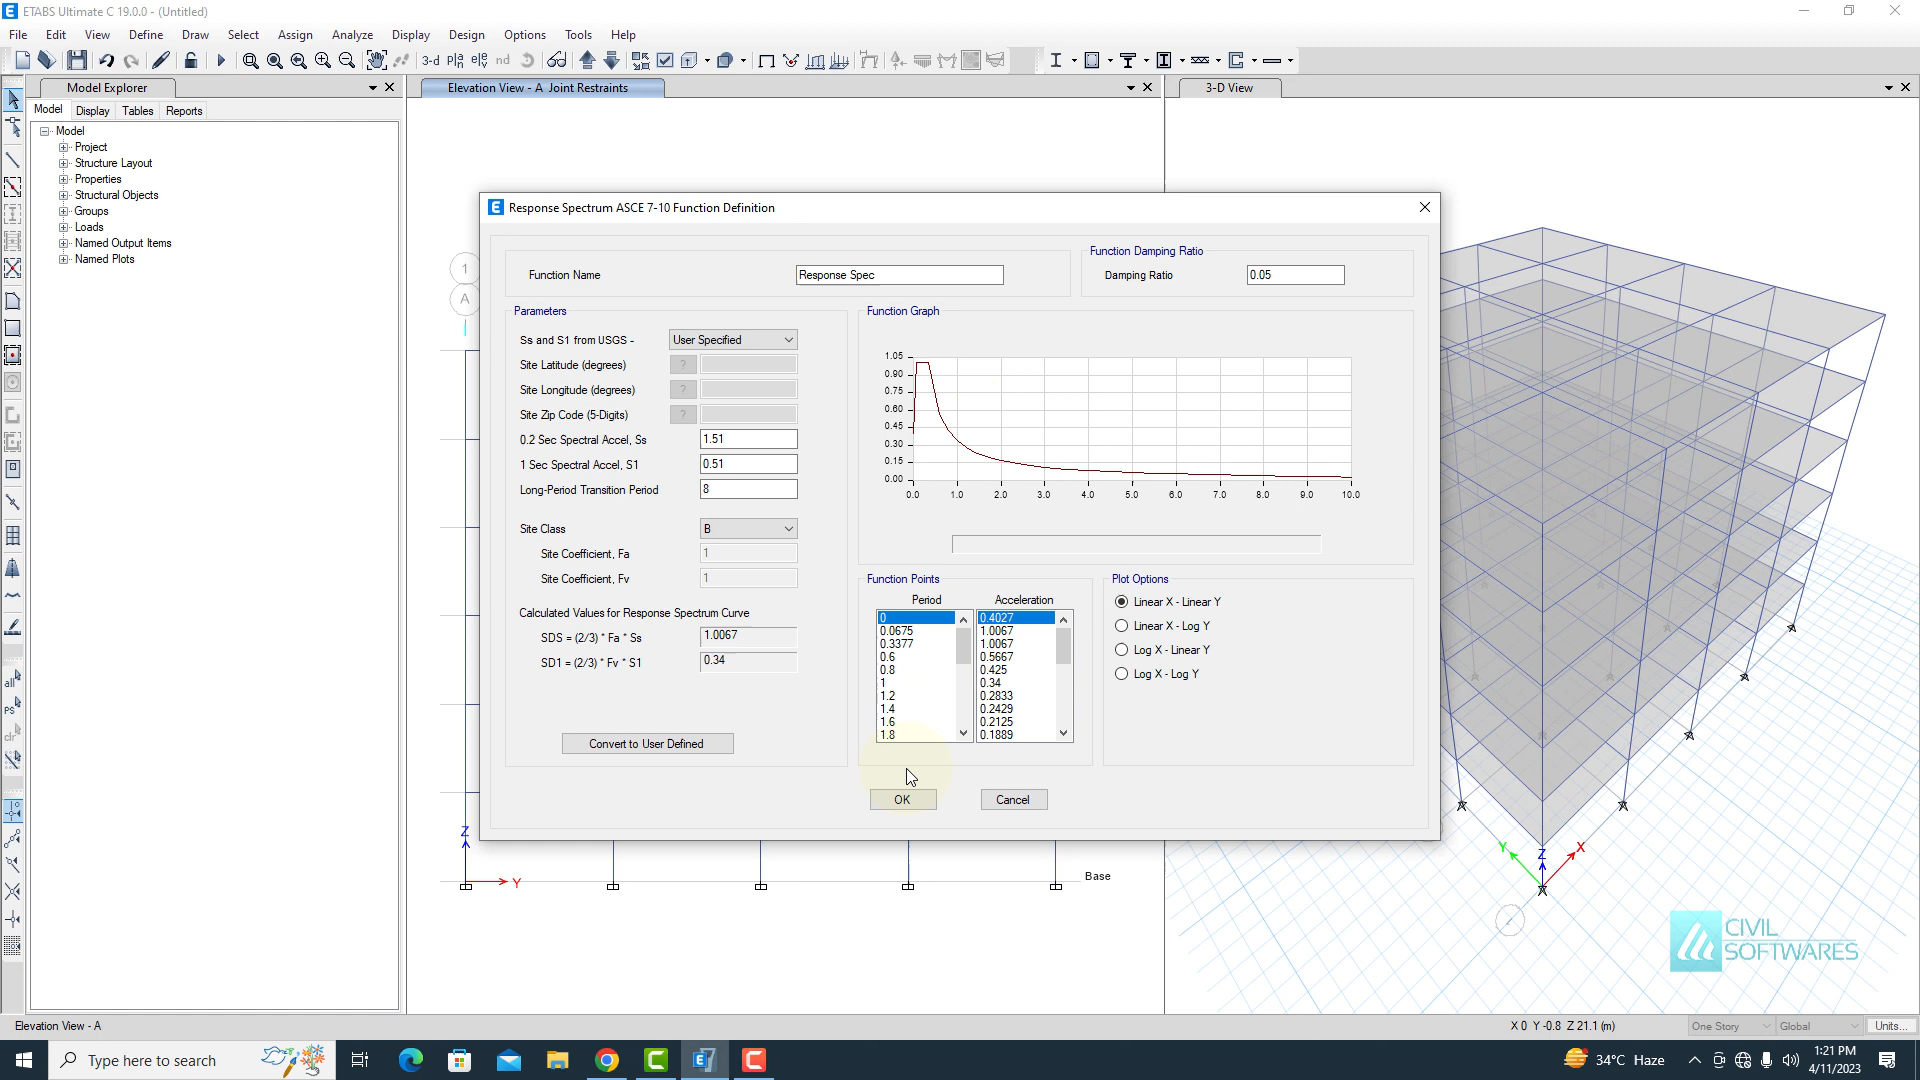 ETABS Ultimate C 19.0.0 - (Untitled)
File Edit View Define Draw Select Assign Analyze Display Design Options Tools Help
3-d
nd
Model Explorer
Elevation View - A Joint Restraints
3-D View
Model Display Tables Reports
Model
Project
Structure Layout
Properties
Structural Objects
Groups
Loads
Named Output Items
Named Plots
1
A
Response Spectrum ASCE 7-10 Function Definition
Function Name Response Spec
Function Damping Ratio
Damping Ratio 0.05
Parameters
Ss and S1 from USGS - User Specified
Site Latitude (degrees) ?
Site Longitude (degrees) ?
Site Zip Code (5-Digits) ?
0.2 Sec Spectral Accel, Ss 1.51
1 Sec Spectral Accel, S1 0.51
Long-Period Transition Period 8
Site Class B
Site Coefficient, Fa 1
Site Coefficient, Fv 1
Calculated Values for Response Spectrum Curve
SDS = (2/3) * Fa * Ss 1.0067
SD1 = (2/3) * Fv * S1 0.34
Convert to User Defined
Function Graph
1.05
0.90
0.75
0.60
0.45
0.30
0.15
0.00
0.0 1.0 2.0 3.0 4.0 5.0 6.0 7.0 8.0 9.0 10.0
Function Points
Period Acceleration
0 0.4027
0.0675 1.0067
0.3377 1.0067
0.6 0.5667
0.8 0.425
1 0.34
1.2 0.2833
1.4 0.2429
1.6 0.2125
1.8 0.1889
Plot Options
Linear X - Linear Y
Linear X - Log Y
Log X - Linear Y
Log X - Log Y
OK Cancel
Z
Y
Base
Y Z X
CIVIL
SOFTWARES
all
PS
clr
Elevation View - A
X 0 Y -0.8 Z 21.1 (m)
One Story Global Units...
Type here to search
34°C Haze
1:21 PM
4/11/2023